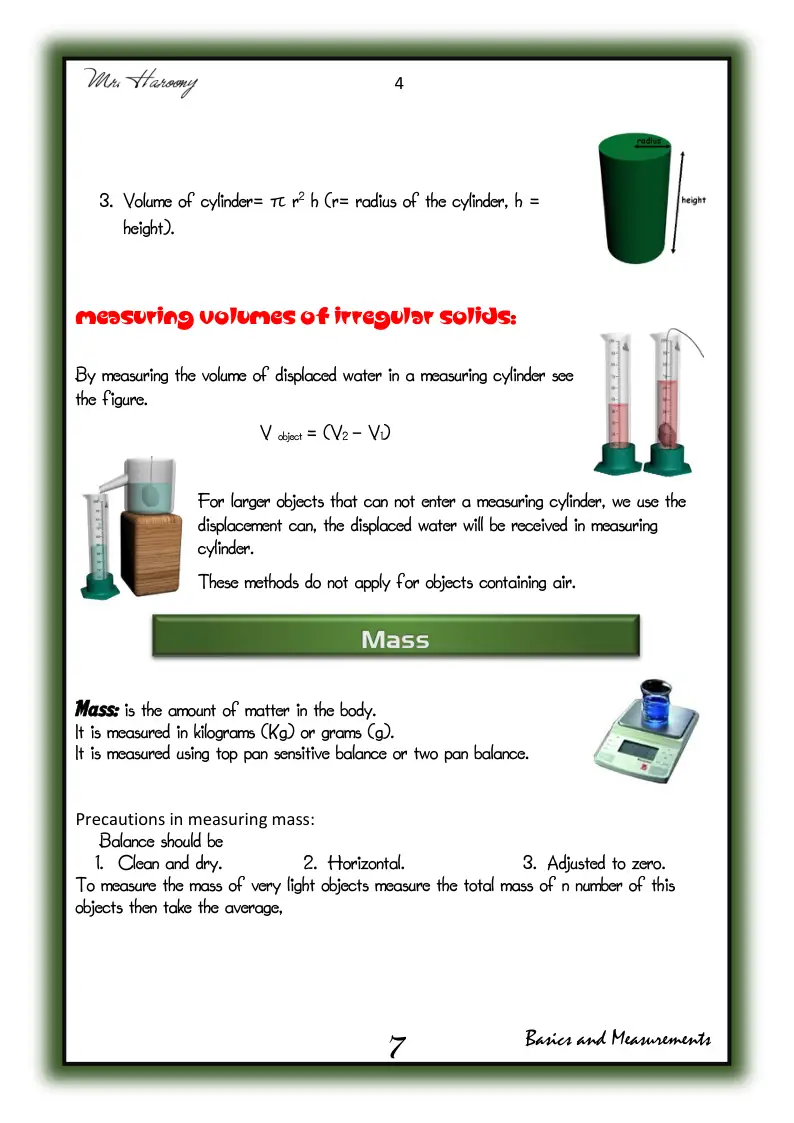 Mr. Haroony
4
radius
height
3. Volume of cylinder= π r² h (r= radius of the cylinder, h =
height).
measuring volumes of irregular solids:
By measuring the volume of displaced water in a measuring cylinder see
the figure.
V object = (V2 – V1)
For larger objects that can not enter a measuring cylinder, we use the
displacement can, the displaced water will be received in measuring
cylinder.
These methods do not apply for objects containing air.
Mass
Mass: is the amount of matter in the body.
It is measured in kilograms (Kg) or grams (g).
It is measured using top pan sensitive balance or two pan balance.
Precautions in measuring mass:
Balance should be
1. Clean and dry. 2. Horizontal. 3. Adjusted to zero.
To measure the mass of very light objects measure the total mass of n number of this
objects then take the average,
7
Basics and Measurements